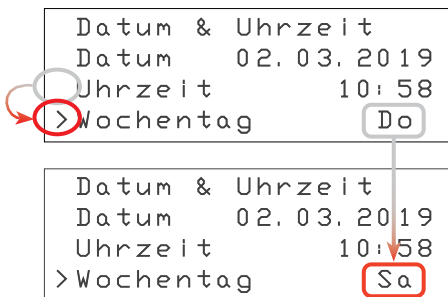 Datum & Uhrzeit
Datum 02.03.2019
Uhrzeit 10:58
>Wochentag Do
Datum & Uhrzeit
Datum 02.03.2019
Uhrzeit 10:58
>Wochentag Sa